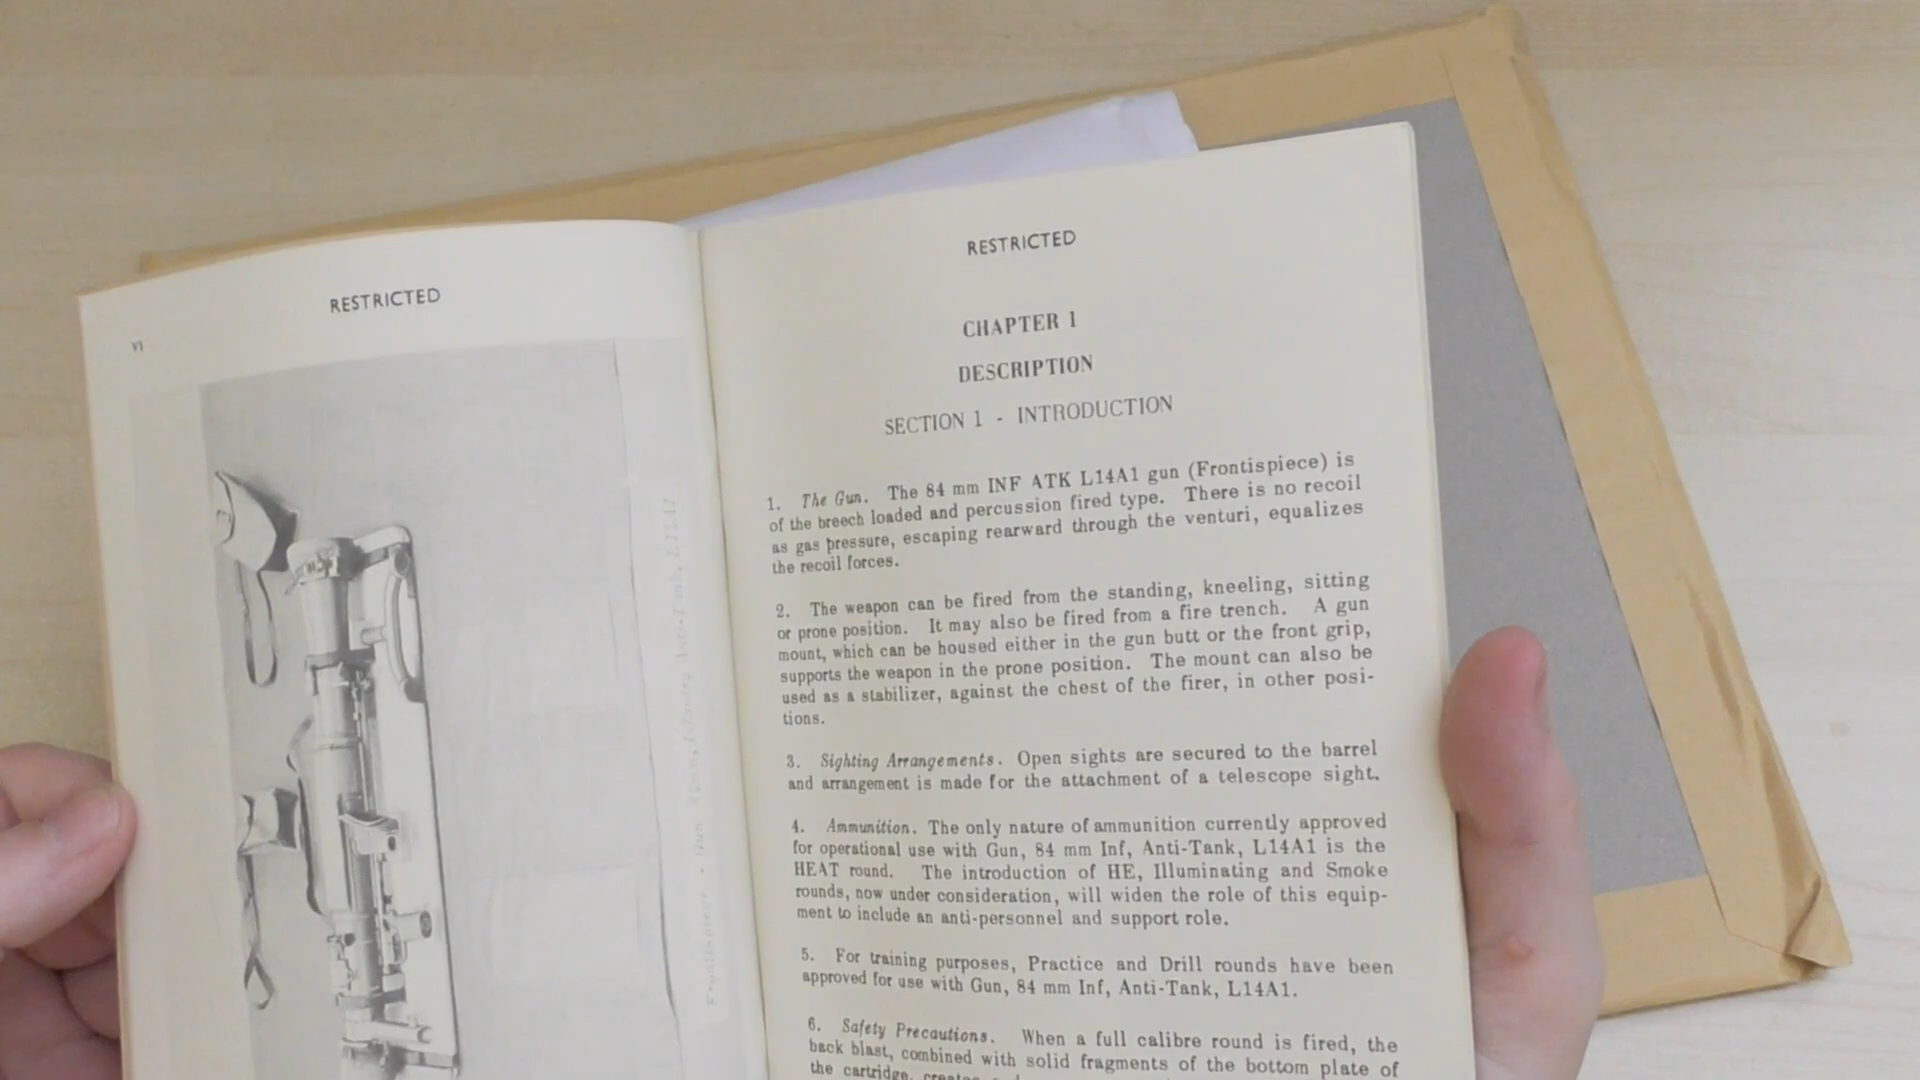 RESTRICTED
VI
RESTRICTED
CHAPTER 1
DESCRIPTION
SECTION 1 - INTRODUCTION
1. The Gun. The 84 mm INF ATK L14A1 gun (Frontispiece) is
of the breech loaded and percussion fired type. There is no recoil
as gas pressure, escaping rearward through the venturi, equalizes
the recoil forces.
2. The weapon can be fired from the standing, kneeling, sitting
or prone position. It may also be fired from a fire trench. A gun
mount, which can be housed either in the gun butt or the front grip,
supports the weapon in the prone position. The mount can also be
used as a stabilizer, against the chest of the firer, in other posi-
tions.
3. Sighting Arrangements. Open sights are secured to the barrel
and arrangement is made for the attachment of a telescope sight.
4. Ammunition. The only nature of ammunition currently approved
for operational use with Gun, 84 mm Inf, Anti-Tank, L14A1 is the
HEAT round. The introduction of HE, Illuminating and Smoke
rounds, now under consideration, will widen the role of this equip-
ment to include an anti-personnel and support role.
5. For training purposes, Practice and Drill rounds have been
approved for use with Gun, 84 mm Inf, Anti-Tank, L14A1.
6. Safety Precautions. When a full calibre round is fired, the
back blast, combined with solid fragments of the bottom plate of
the cartridge,